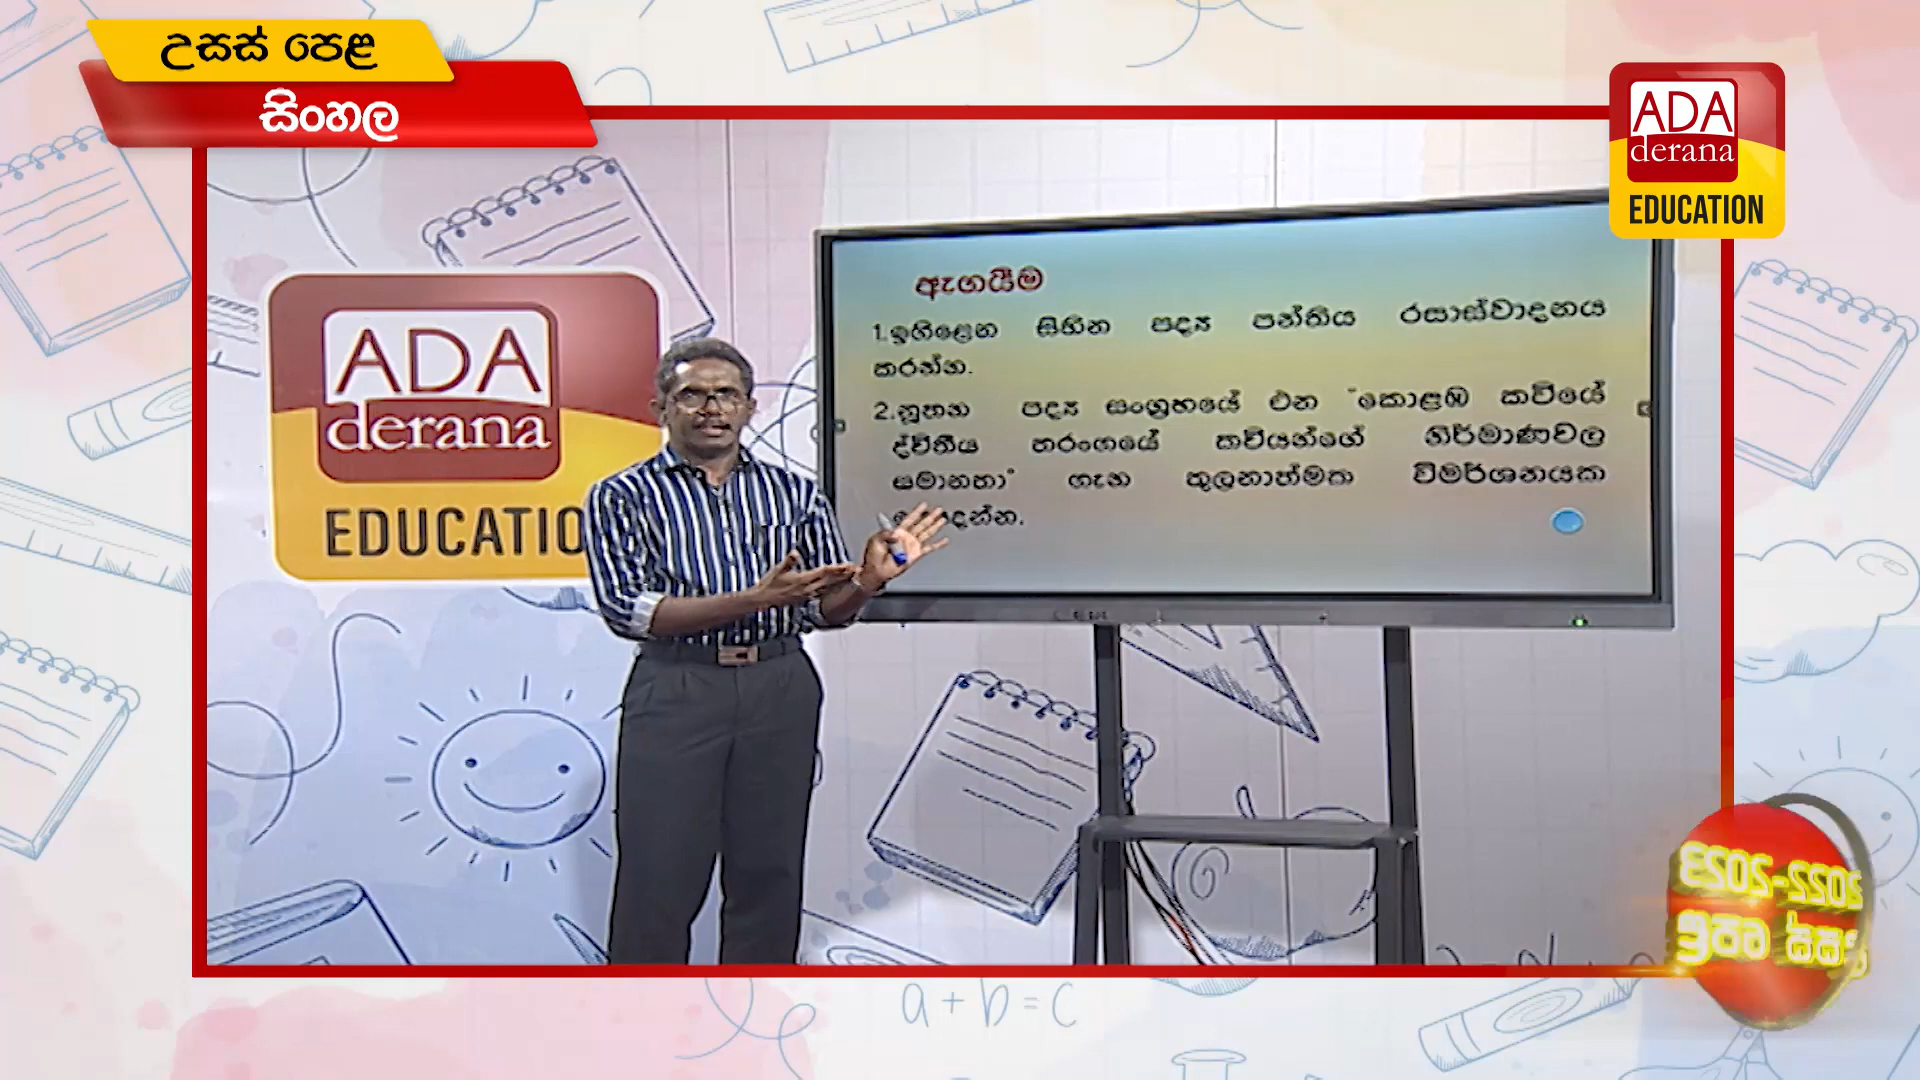 උසස් පෙළ
සිංහල
ADA
derana
EDUCATION
ADA
derana
EDUCATIO
ඇගයීම
1. ඉගිළෙන සිහින පද්‍ය පන්තිය රසාස්වාදනය
කරන්න.
2. නූතන පද්‍ය සංග්‍රහයේ එන "කොළඹ කවියේ
ද්විතීය තරංගයේ කවියන්ගේ නිර්මාණවල
සමානතා" ගැන තුලනාත්මක විමර්ශනයක
a + b = c
2022-2023